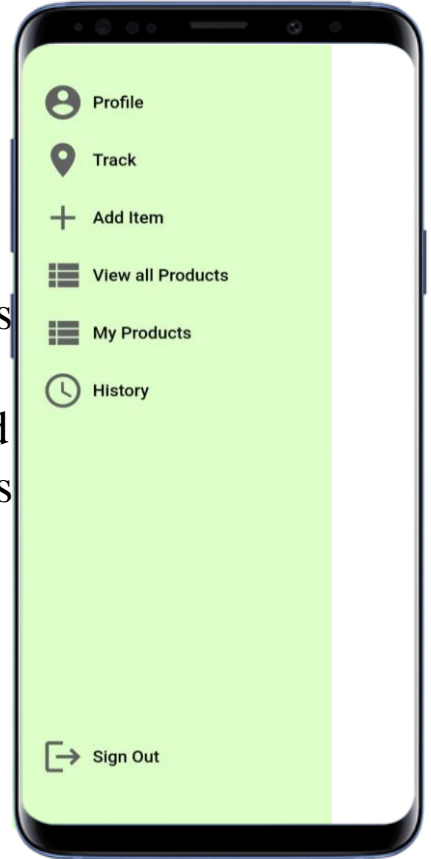 Profile
Track
Add Item
View all Products
s
My Products
History
d
s
Sign Out